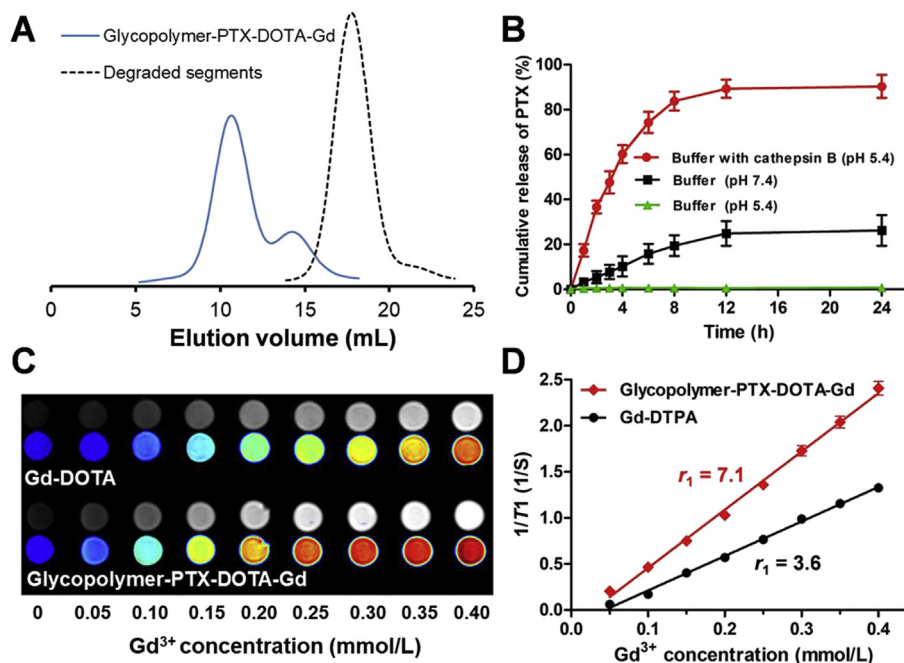 A
Glycopolymer-PTX-DOTA-Gd
Degraded segments
0 5 10 15 20 25
Elution volume (mL)
B
Cumulative release of PTX (%)
100
80
60
40
20
0
Buffer with cathepsin B (pH 5.4)
Buffer (pH 7.4)
Buffer (pH 5.4)
0 4 8 12 16 20 24
Time (h)
C
Gd-DOTA
Glycopolymer-PTX-DOTA-Gd
0 0.05 0.10 0.15 0.20 0.25 0.30 0.35 0.40
Gd³⁺ concentration (mmol/L)
D
1/T1 (1/S)
2.5
2.0
1.5
1.0
0.5
0.0
Glycopolymer-PTX-DOTA-Gd
Gd-DTPA
r₁ = 7.1
r₁ = 3.6
0.0 0.1 0.2 0.3 0.4
Gd³⁺ concentration (mmol/L)